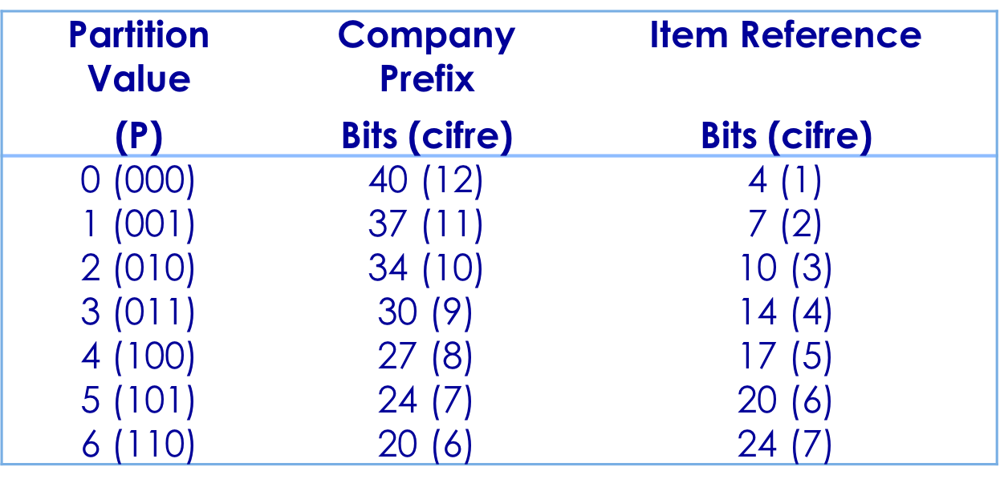 Partition Company Item Reference
Value Prefix
(P) Bits (cifre) Bits (cifre)
0 (000) 40 (12) 4 (1)
1 (001) 37 (11) 7 (2)
2 (010) 34 (10) 10 (3)
3 (011) 30 (9) 14 (4)
4 (100) 27 (8) 17 (5)
5 (101) 24 (7) 20 (6)
6 (110) 20 (6) 24 (7)